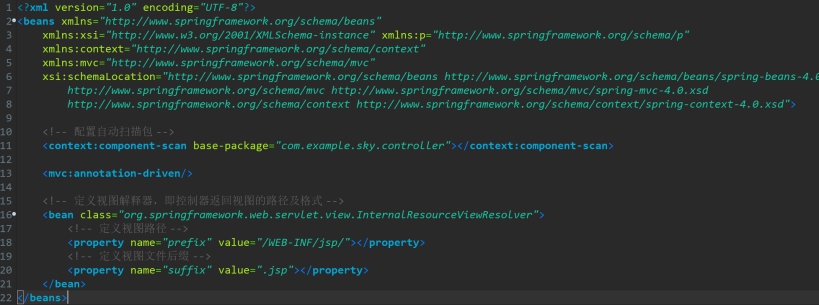 1 <?xml version="1.0" encoding="UTF-8"?>
2 <beans xmlns="http://www.springframework.org/schema/beans"
3 xmlns:xsi="http://www.w3.org/2001/XMLSchema-instance" xmlns:p="http://www.springframework.org/schema/p"
4 xmlns:context="http://www.springframework.org/schema/context"
5 xmlns:mvc="http://www.springframework.org/schema/mvc"
6 xsi:schemaLocation="http://www.springframework.org/schema/beans http://www.springframework.org/schema/beans/spring-beans-4.0
7 http://www.springframework.org/schema/mvc http://www.springframework.org/schema/mvc/spring-mvc-4.0.xsd
8 http://www.springframework.org/schema/context http://www.springframework.org/schema/context/spring-context-4.0.xsd">
9
10 <!-- 配置自动扫描包 -->
11 <context:component-scan base-package="com.example.sky.controller"></context:component-scan>
12
13 <mvc:annotation-driven/>
14
15 <!-- 定义视图解释器，即控制器返回视图的路径及格式 -->
16 <bean class="org.springframework.web.servlet.view.InternalResourceViewResolver">
17 <!-- 定义视图路径 -->
18 <property name="prefix" value="/WEB-INF/jsp/"></property>
19 <!-- 定义视图文件后缀 -->
20 <property name="suffix" value=".jsp"></property>
21 </bean>
22 </beans>